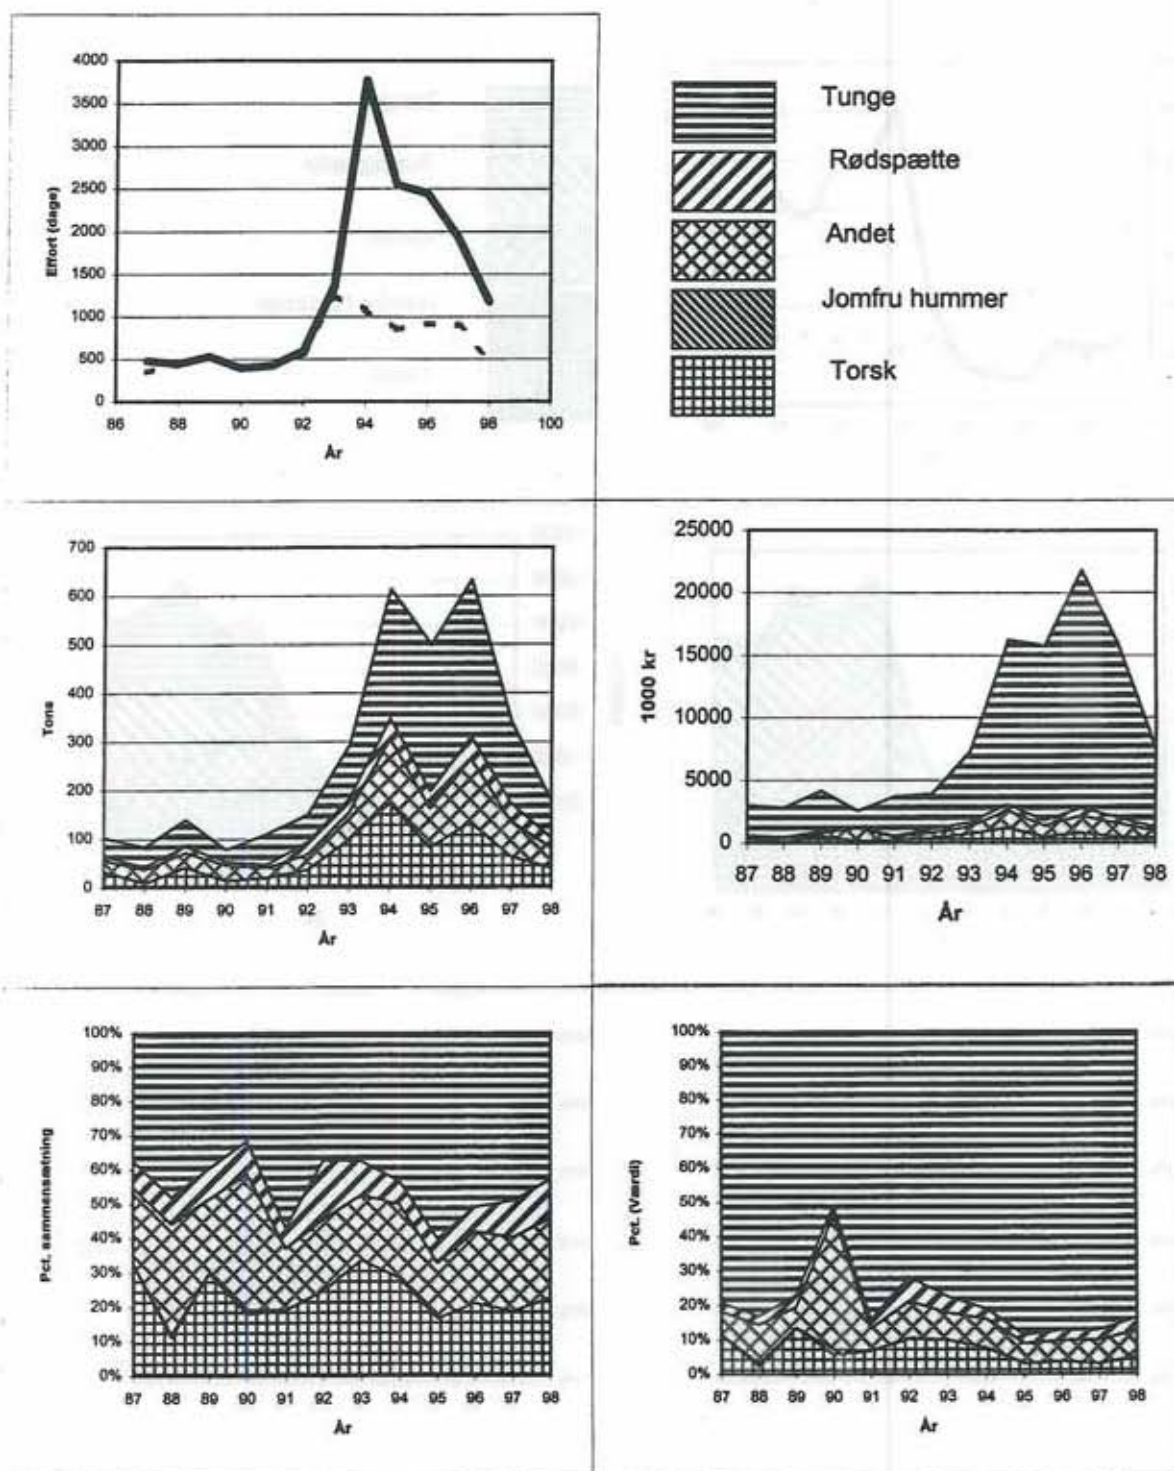 4000
3500
3000
2500
2000
1500
1000
500
0
Effort (dage)
86 88 90 92 94 96 98 100
År
Tunge
Rødspætte
Andet
Jomfru hummer
Torsk
700
600
500
400
300
200
100
0
Tons
87 88 89 90 91 92 93 94 95 96 97 98
År
25000
20000
15000
10000
5000
0
1000 kr
87 88 89 90 91 92 93 94 95 96 97 98
År
100%
90%
80%
70%
60%
50%
40%
30%
20%
10%
0%
Pct. sammensætning
87 88 89 90 91 92 93 94 95 96 97 98
År
100%
90%
80%
70%
60%
50%
40%
30%
20%
10%
0%
Pct. (Værdi)
87 88 89 90 91 92 93 94 95 96 97 98
År